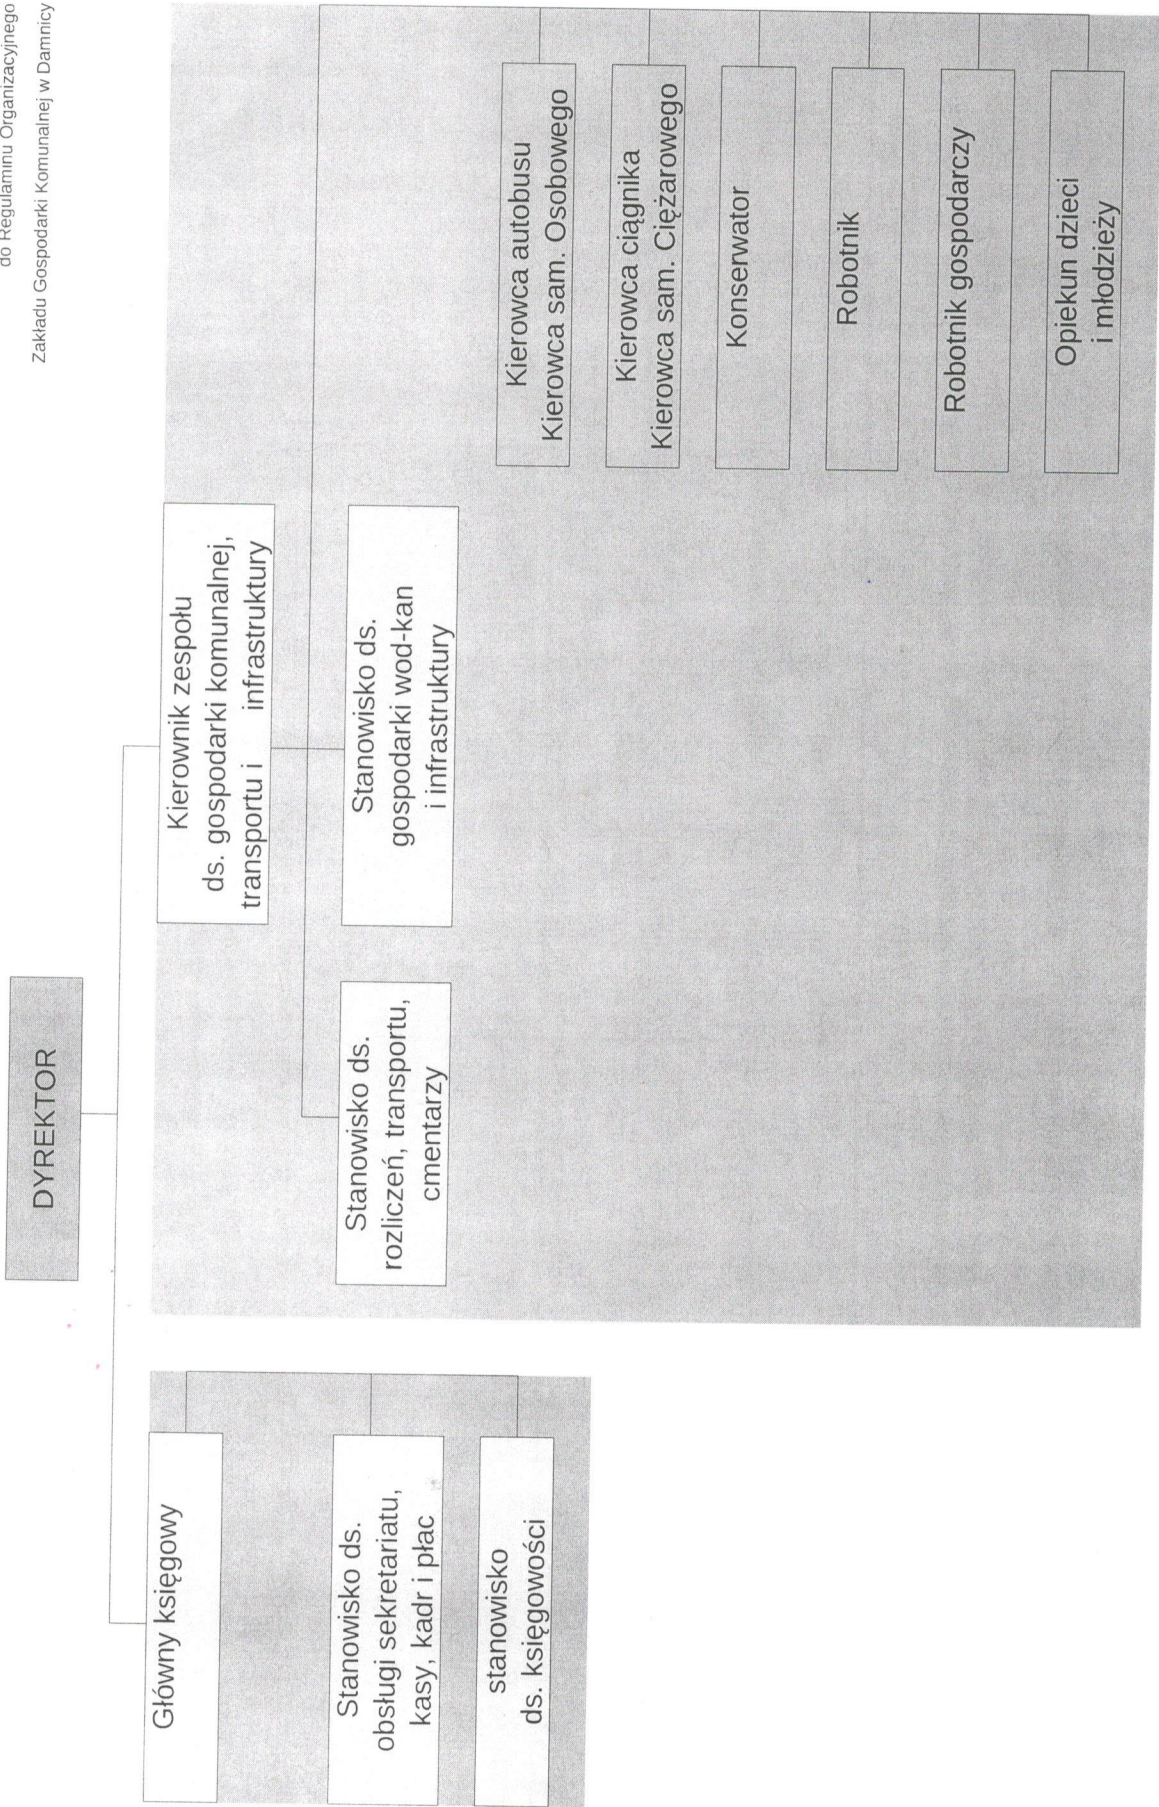 do Regulaminu Organizacyjnego
Zakładu Gospodarki Komunalnej w Damnicy
DYREKTOR
Główny księgowy
Stanowisko ds.
obsługi sekretariatu,
kasy, kadr i płac
stanowisko
ds. księgowości
Kierownik zespołu
ds. gospodarki komunalnej,
transportu i infrastruktury
Stanowisko ds.
rozliczeń, transportu,
cmentarzy
Stanowisko ds.
gospodarki wod-kan
i infrastruktury
Kierowca autobusu
Kierowca sam. Osobowego
Kierowca ciągnika
Kierowca sam. Ciężarowego
Konserwator
Robotnik
Robotnik gospodarczy
Opiekun dzieci
i młodzieży